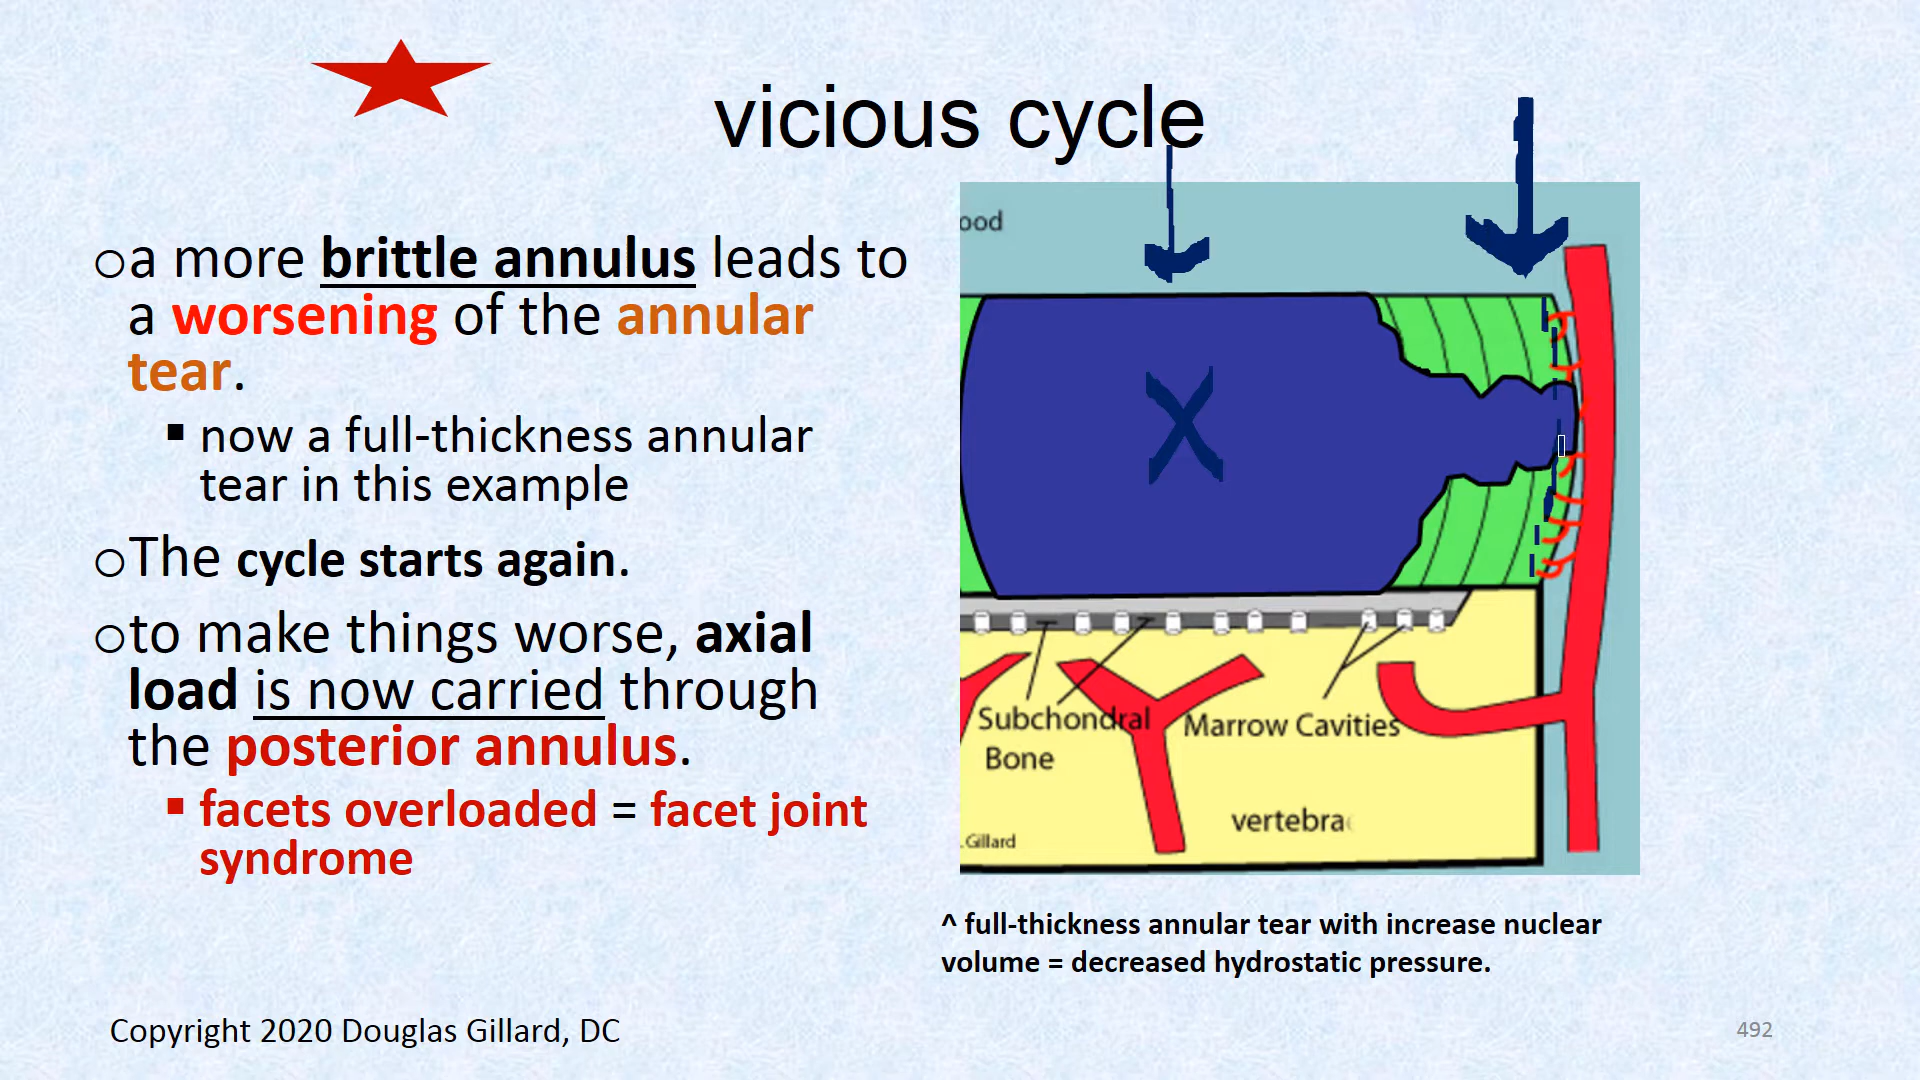 vicious cycle
○a more brittle annulus leads to
a worsening of the annular
tear.
▪ now a full-thickness annular
tear in this example
○The cycle starts again.
○to make things worse, axial
load is now carried through
the posterior annulus.
▪ facets overloaded = facet joint
syndrome
ood
X
Subchondral
Bone
Marrow Cavities
vertebra
. Gillard
^ full-thickness annular tear with increase nuclear
volume = decreased hydrostatic pressure.
Copyright 2020 Douglas Gillard, DC
492